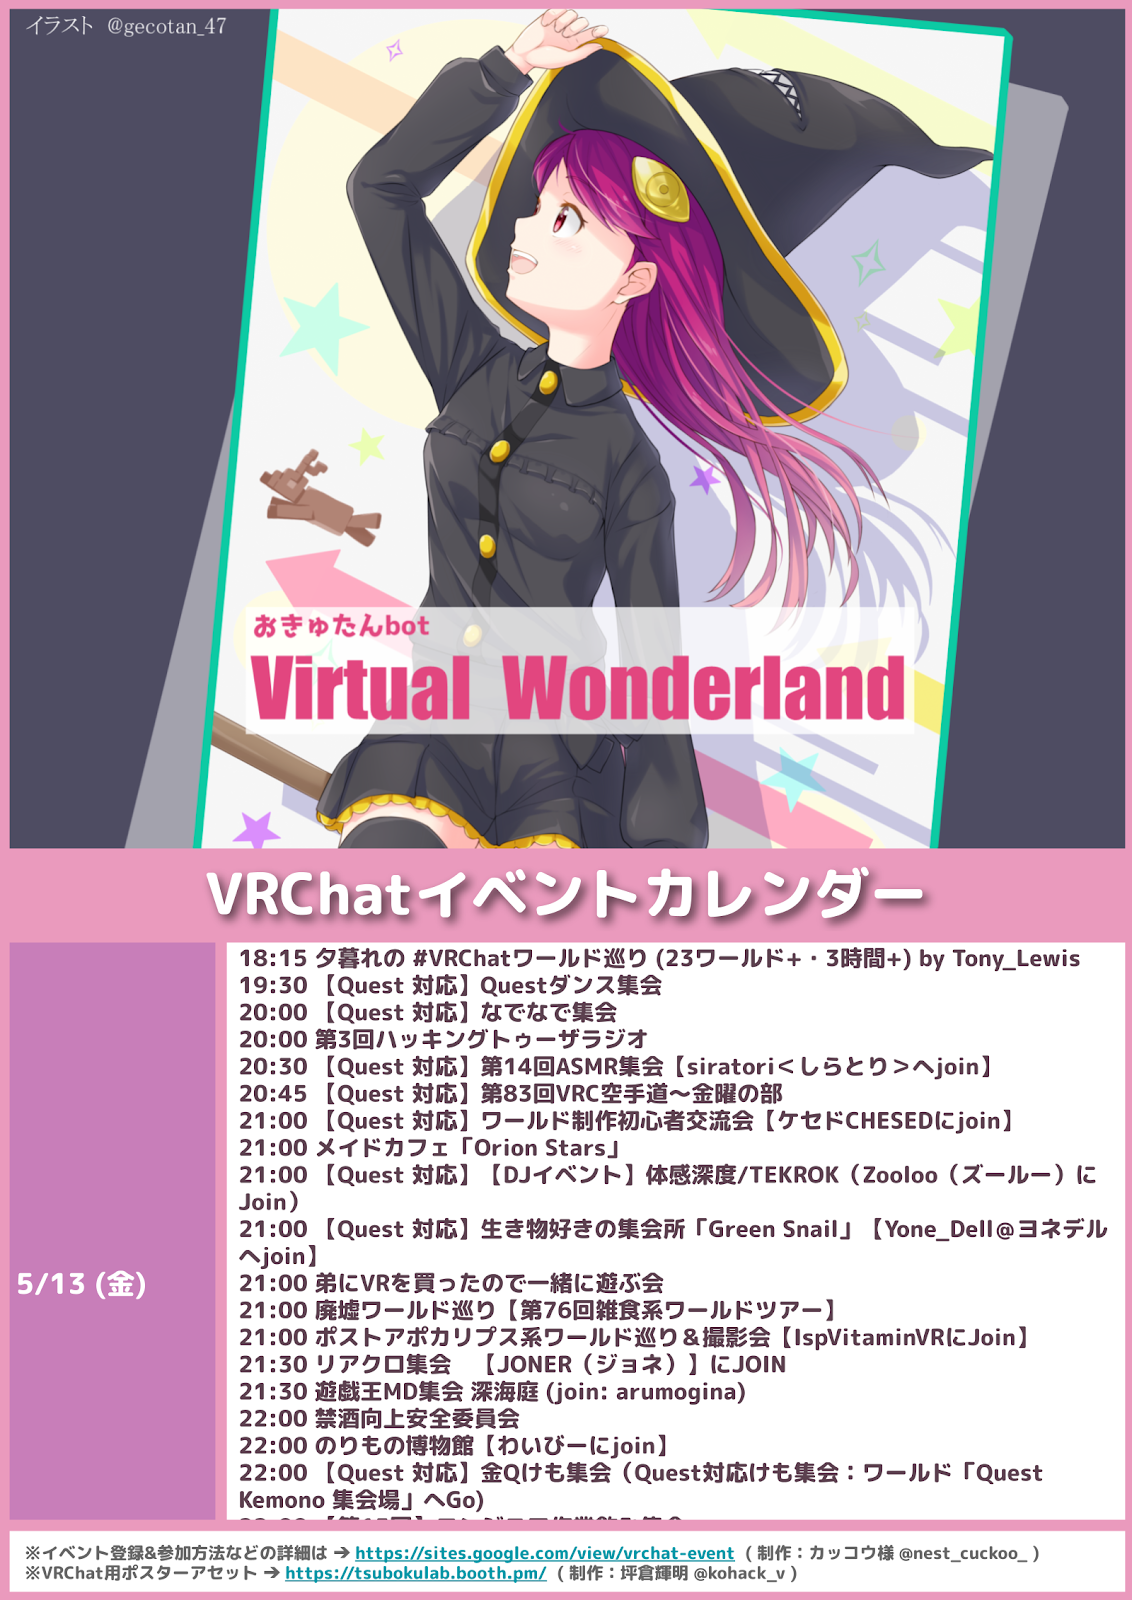 イラスト @gecotan_47
おきゅたんbot
Virtual Wonderland
VRChatイベントカレンダー
5/13 (金)
18:15 夕暮れの #VRChatワールド巡り (23ワールド+・3時間+) by Tony_Lewis
19:30 【Quest 対応】Questダンス集会
20:00 【Quest 対応】なでなで集会
20:00 第3回ハッキングトゥーザラジオ
20:30 【Quest 対応】第14回ASMR集会【siratori＜しらとり＞へjoin】
20:45 【Quest 対応】第83回VRC空手道～金曜の部
21:00 【Quest 対応】ワールド制作初心者交流会【ケセドCHESEDにjoin】
21:00 メイドカフェ「Orion Stars」
21:00 【Quest 対応】【DJイベント】体感深度/TEKROK（Zooloo（ズールー）に
Join）
21:00 【Quest 対応】生き物好きの集会所「Green Snail」【Yone_Dell＠ヨネデル
へjoin】
21:00 弟にVRを買ったので一緒に遊ぶ会
21:00 廃墟ワールド巡り【第76回雑食系ワールドツアー】
21:00 ポストアポカリプス系ワールド巡り＆撮影会【IspVitaminVRにJoin】
21:30 リアクロ集会　【JONER（ジョネ）】にJOIN
21:30 遊戯王MD集会 深海庭 (join: arumogina)
22:00 禁酒向上安全委員会
22:00 のりもの博物館【わいびーにjoin】
22:00 【Quest 対応】金Qけも集会（Quest対応けも集会：ワールド「Quest
Kemono 集会場」へGo)
※イベント登録&参加方法などの詳細は ➔ https://sites.google.com/view/vrchat-event ( 制作：カッコウ様 @nest_cuckoo_ )
※VRChat用ポスターアセット ➔ https://tsubokulab.booth.pm/ ( 制作：坪倉輝明 @kohack_v )